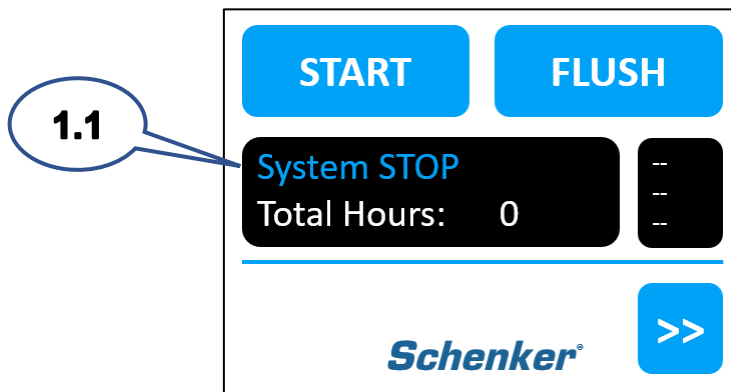 START FLUSH
1.1
System STOP
Total Hours: 0
--
--
--
>>
Schenker®